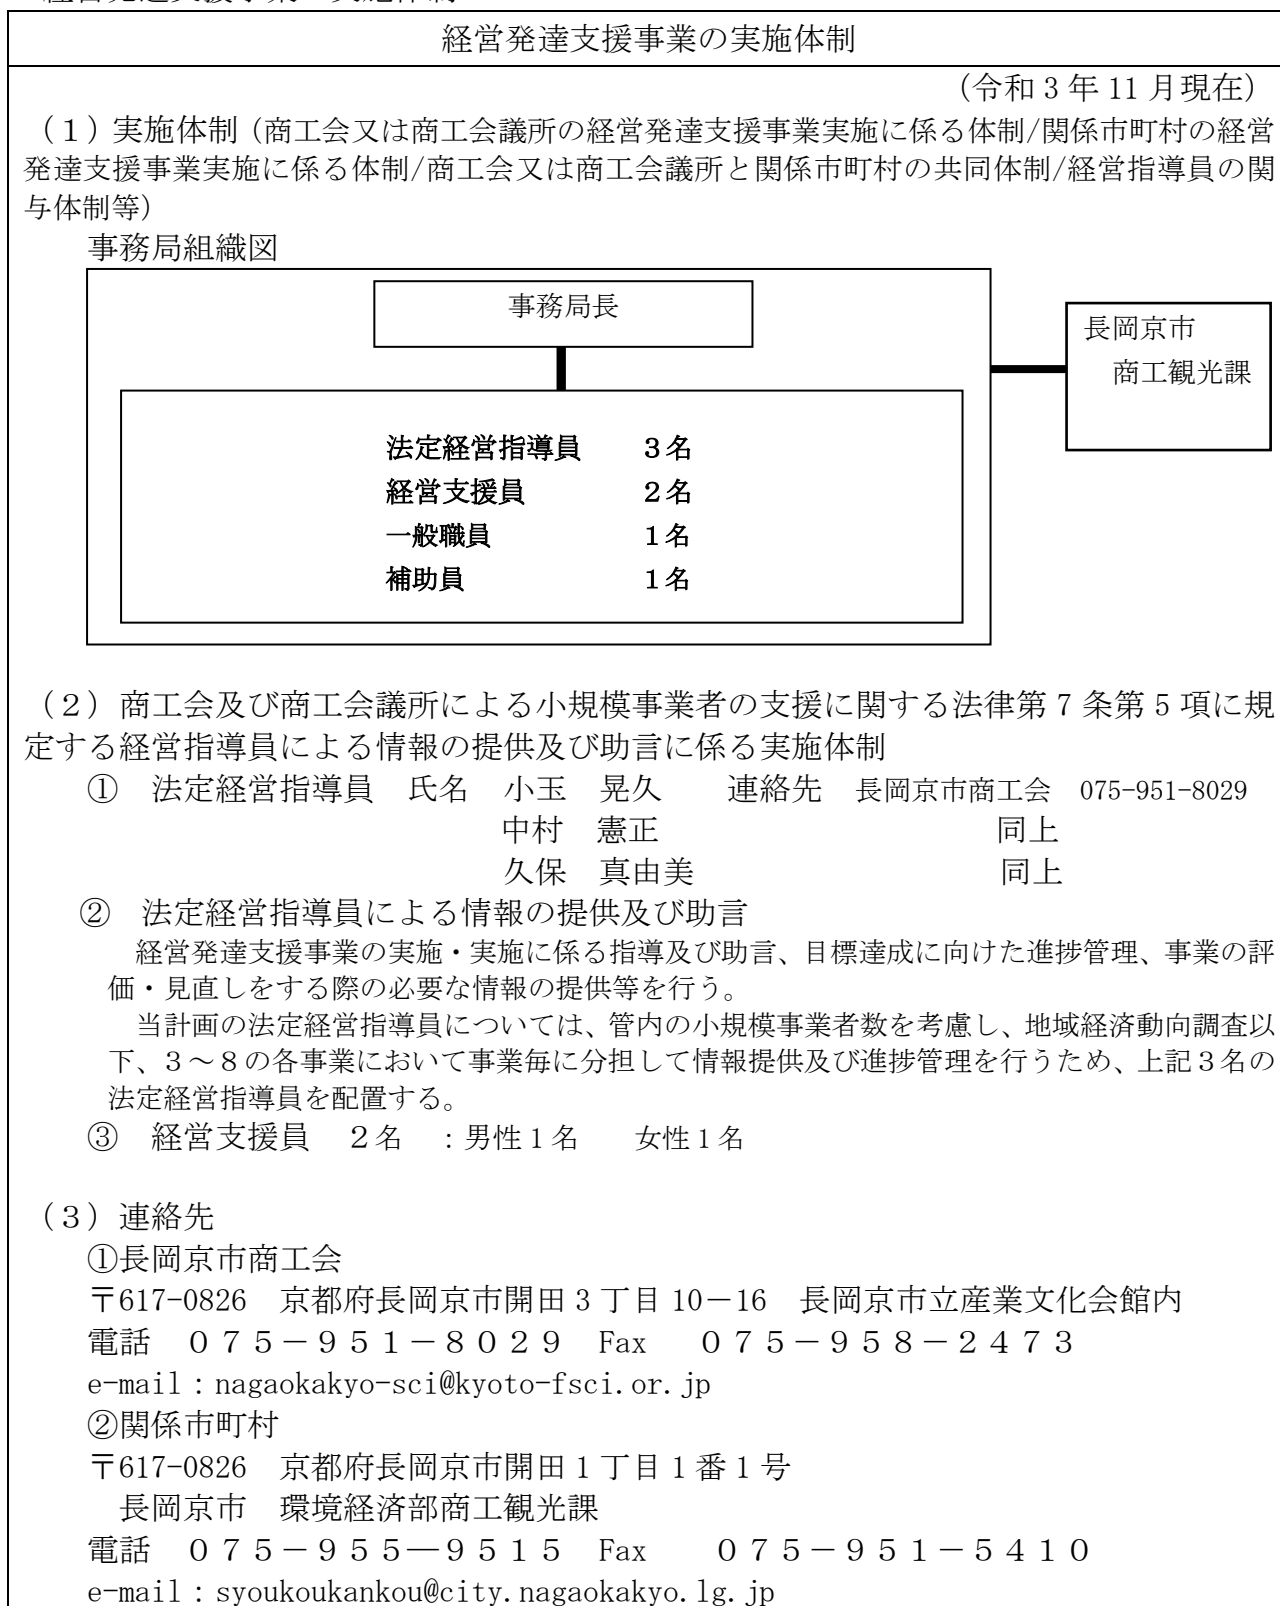 経営発達支援事業の実施体制
（令和 3 年 11 月現在）
（１）実施体制（商工会又は商工会議所の経営発達支援事業実施に係る体制/関係市町村の経営
発達支援事業実施に係る体制/商工会又は商工会議所と関係市町村の共同体制/経営指導員の関
与体制等）
事務局組織図
事務局長
長岡京市
商工観光課
法定経営指導員　　３名
経営支援員　　２名
一般職員　　１名
補助員　　１名
（２）商工会及び商工会議所による小規模事業者の支援に関する法律第 7 条第 5 項に規
定する経営指導員による情報の提供及び助言に係る実施体制
①　法定経営指導員　氏名　小玉　晃久　　連絡先　長岡京市商工会　075-951-8029
中村　憲正　　同上
久保　真由美　　同上
②　法定経営指導員による情報の提供及び助言
経営発達支援事業の実施・実施に係る指導及び助言、目標達成に向けた進捗管理、事業の評
価・見直しをする際の必要な情報の提供等を行う。
当計画の法定経営指導員については、管内の小規模事業者数を考慮し、地域経済動向調査以
下、３～８の各事業において事業毎に分担して情報提供及び進捗管理を行うため、上記３名の
法定経営指導員を配置する。
③　経営支援員　２名　：男性 1 名　　女性 1 名
（３）連絡先
①長岡京市商工会
〒617-0826　京都府長岡京市開田 3 丁目 10－16　長岡京市立産業文化会館内
電話　０７５－９５１－８０２９　Fax　０７５－９５８－２４７３
e-mail：nagaokakyo-sci@kyoto-fsci.or.jp
②関係市町村
〒617-0826　京都府長岡京市開田 1 丁目 1 番 1 号
長岡京市　環境経済部商工観光課
電話　０７５－９５５―９５１５　Fax　０７５－９５１－５４１０
e-mail：syoukoukankou@city.nagaokakyo.lg.jp